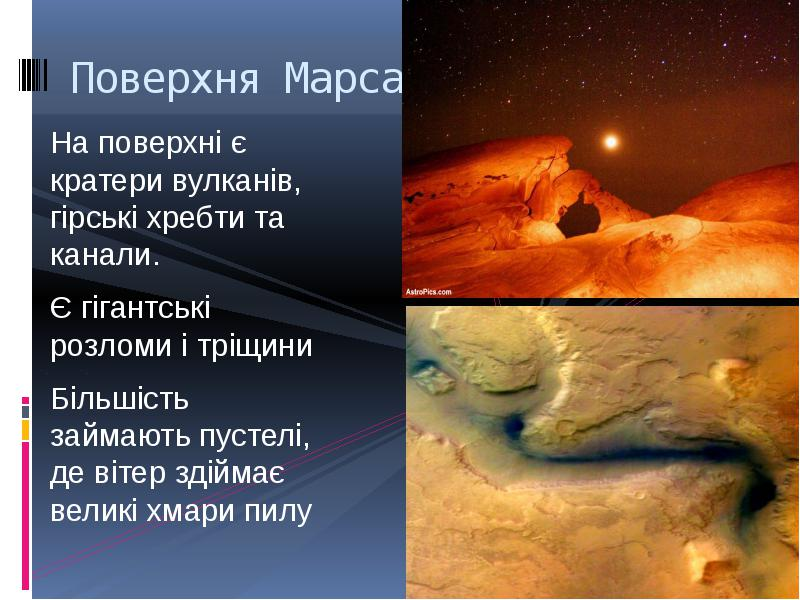 Поверхня Марса
На поверхні є
кратери вулканів,
гірські хребти та
канали.
Є гігантські
розломи і тріщини
Більшість
займають пустелі,
де вітер здіймає
великі хмари пилу
AstroPics.com